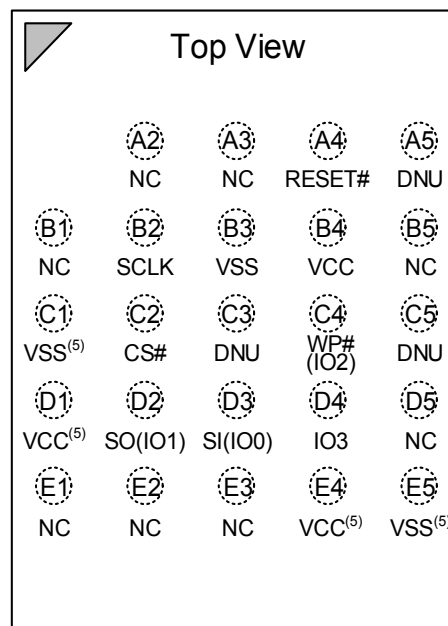 Top View
A2 A3 A4 A5
NC NC RESET# DNU
B1 B2 B3 B4 B5
NC SCLK VSS VCC NC
C1 C2 C3 C4 C5
VSS(5) CS# DNU WP# (IO2) DNU
D1 D2 D3 D4 D5
VCC(5) SO(IO1) SI(IO0) IO3 NC
E1 E2 E3 E4 E5
NC NC NC VCC(5) VSS(5)